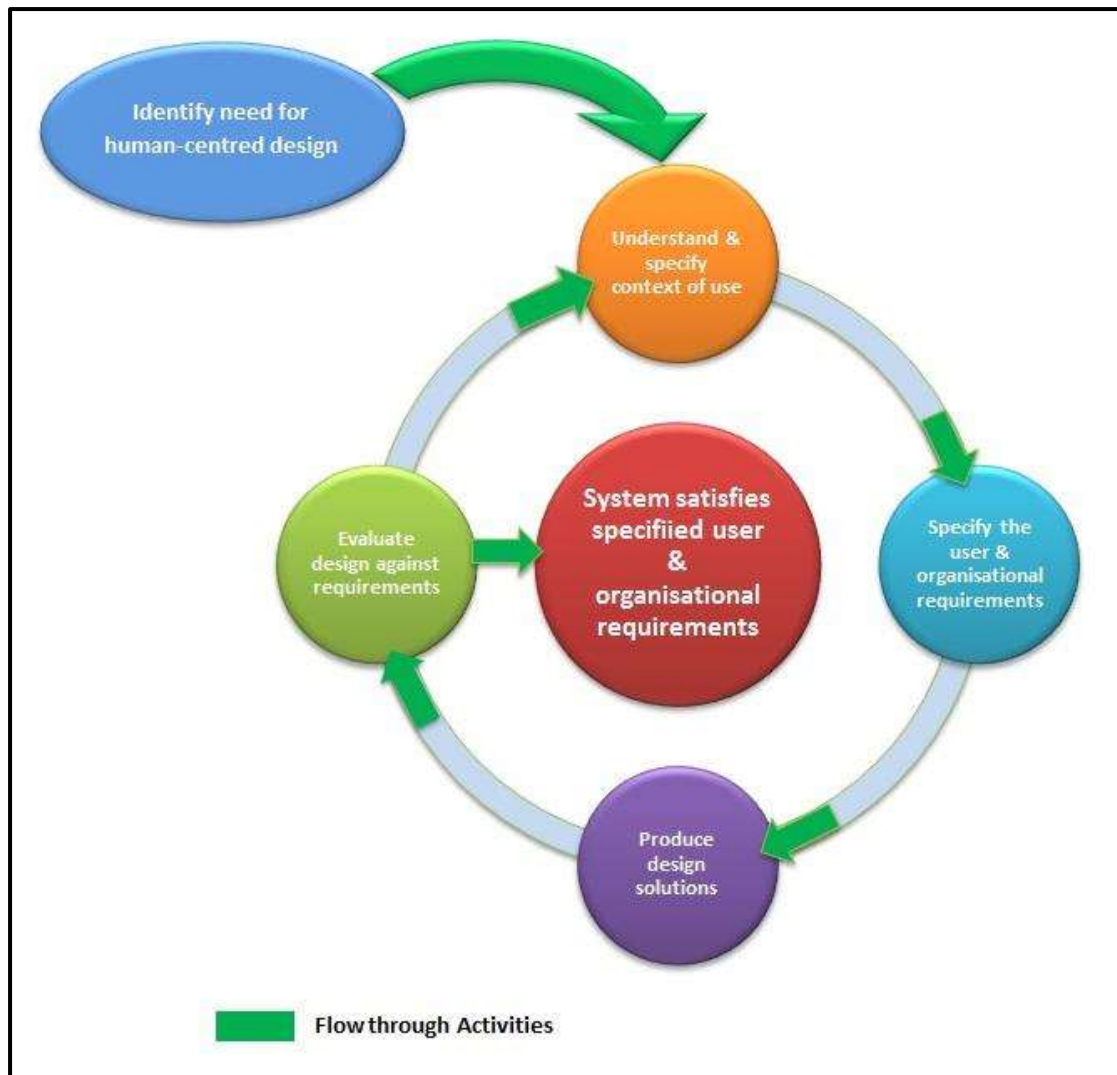 Identify need for
human-centred design
Understand &
specify
context of use
Specify the
user &
organisational
requirements
Produce
design
solutions
Evaluate
design against
requirements
System satisfies
specifiied user
&
organisational
requirements
Flow through Activities